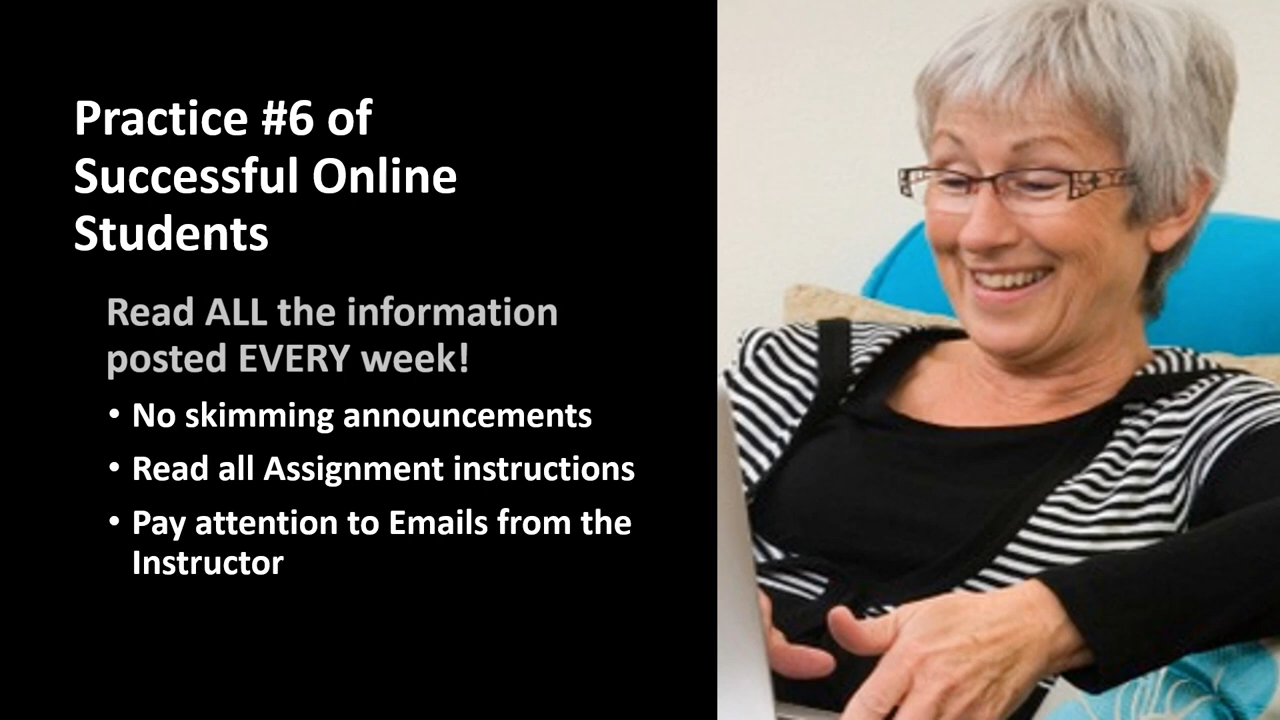 Practice #6 of
Successful Online
Students
Read ALL the information
posted EVERY week!
• No skimming announcements
• Read all Assignment instructions
• Pay attention to Emails from the
Instructor